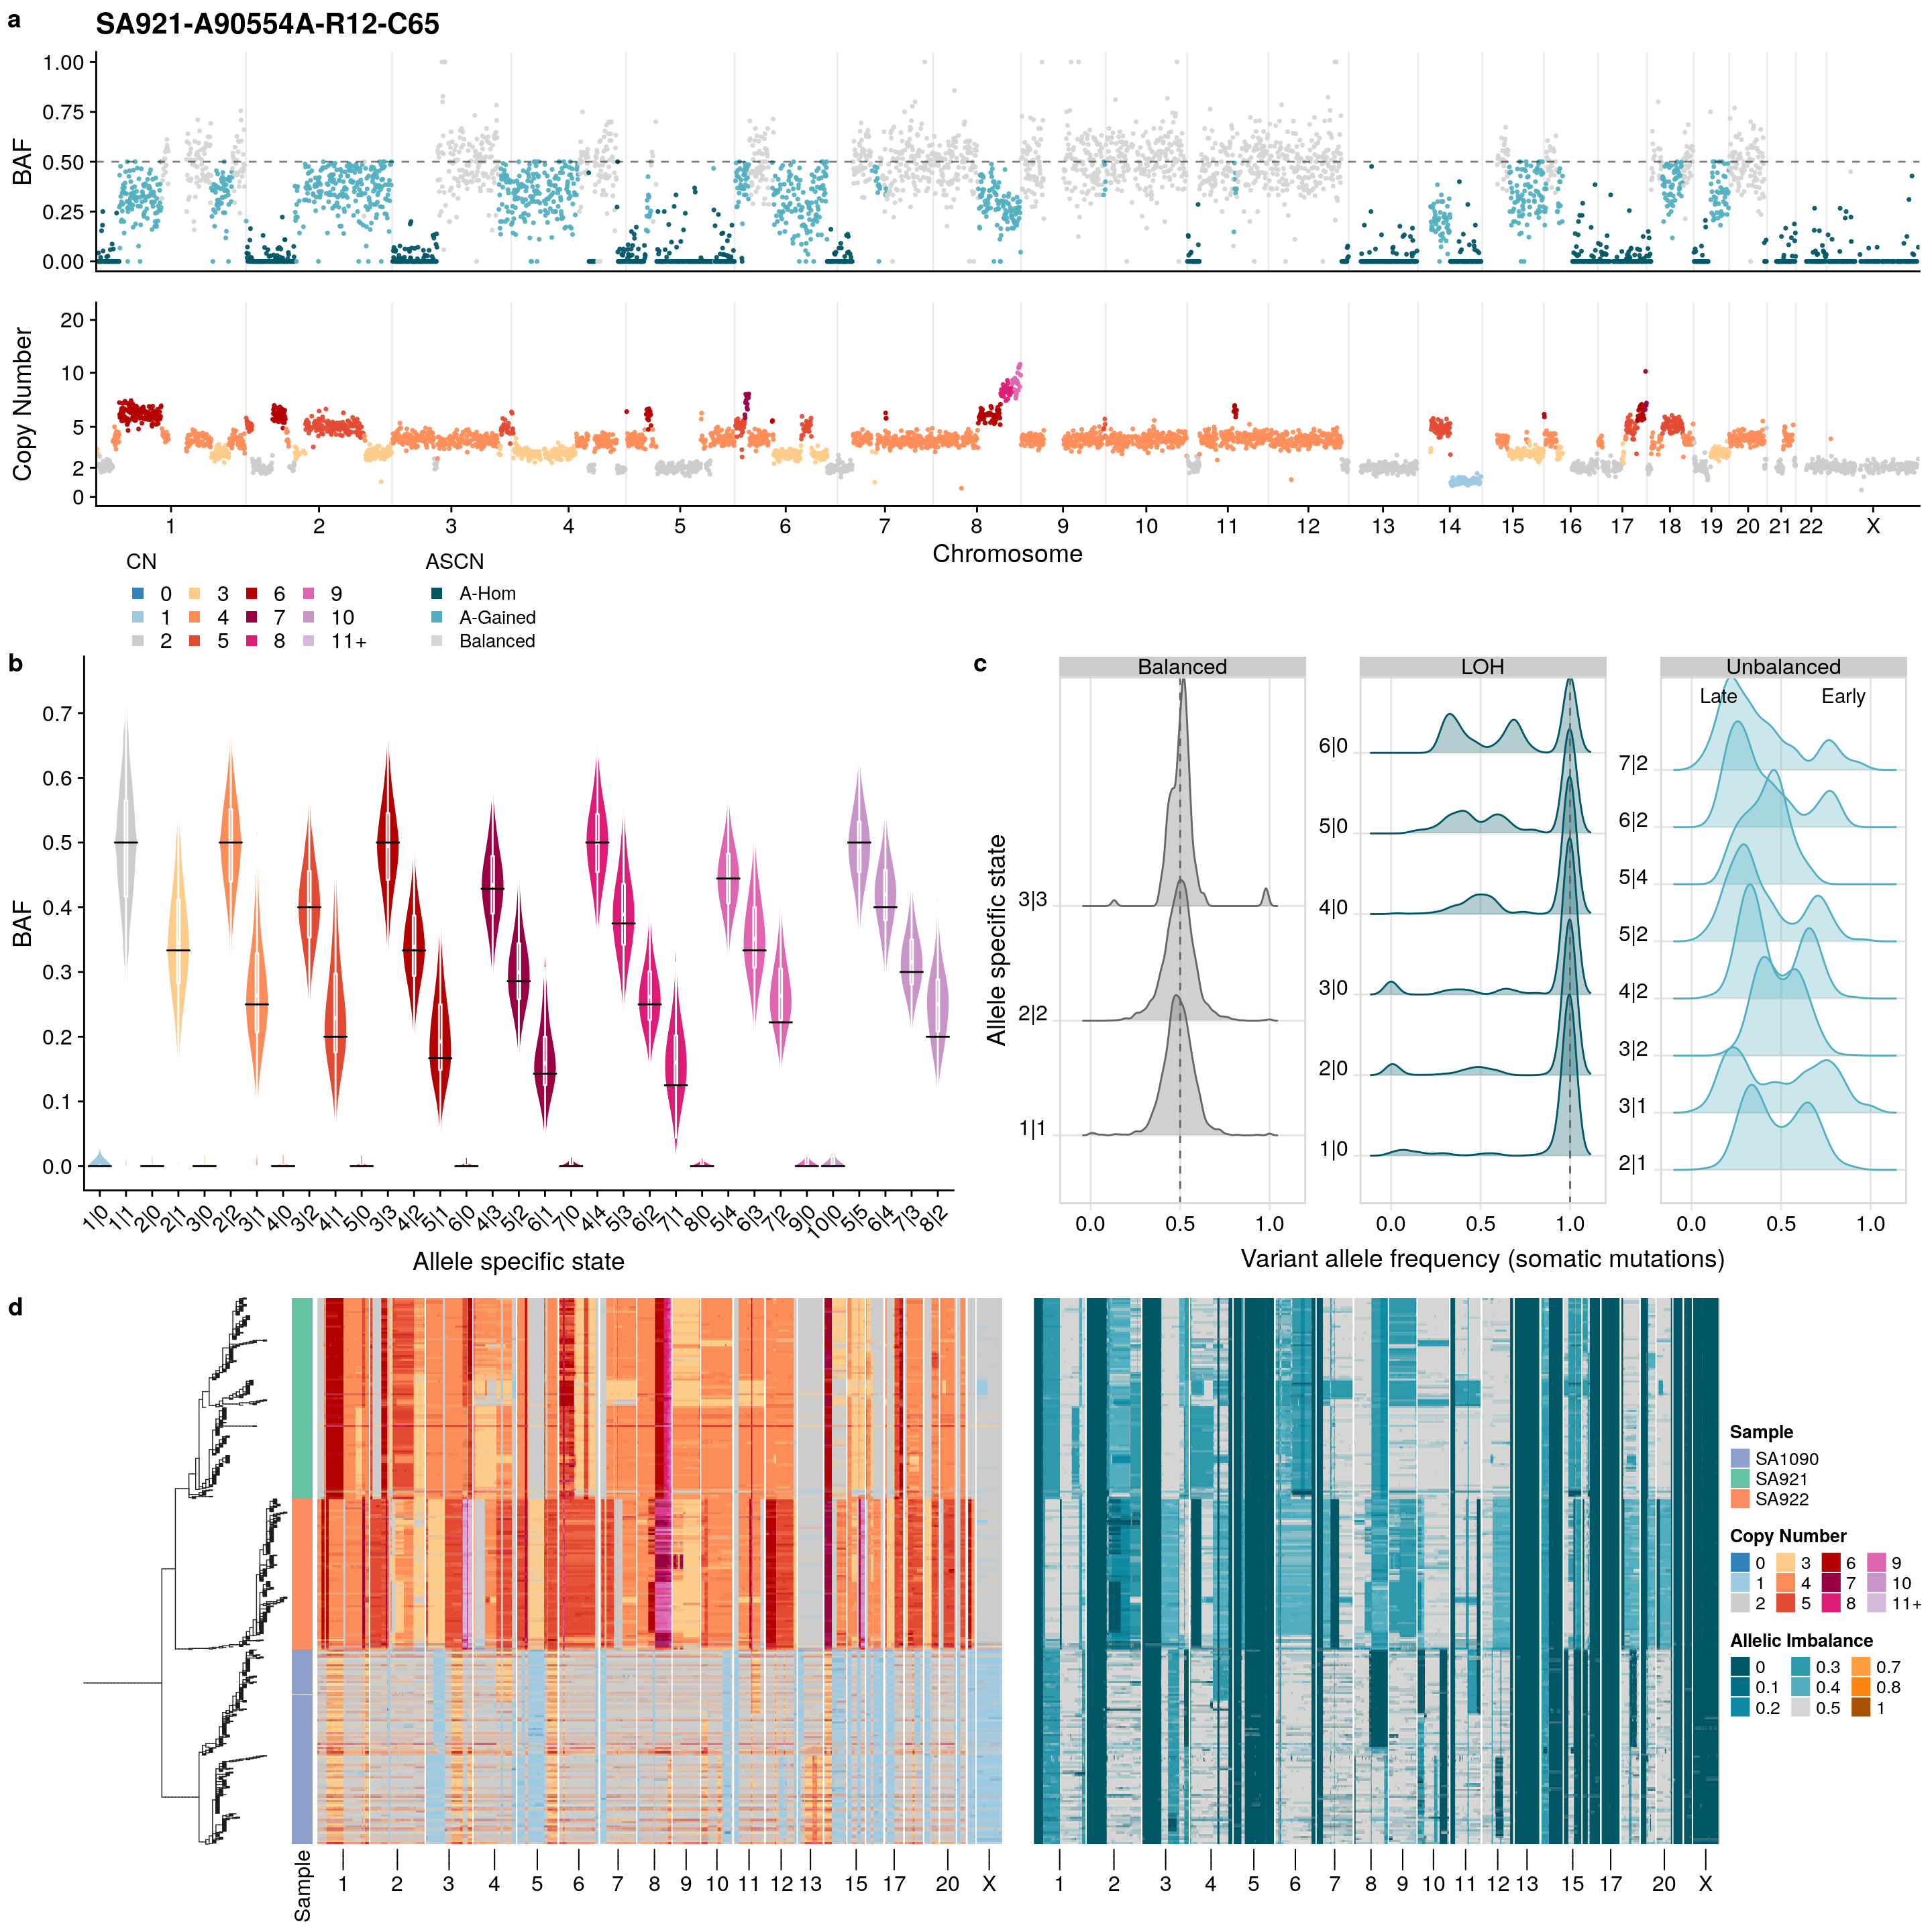 a
SA921-A90554A-R12-C65
BAF
1.00
0.75
0.50
0.25
0.00
Copy Number
20
10
5
2
0
1 2 3 4 5 6 7 8 9 10 11 12 13 14 15 16 17 18 19 20 21 22 X
Chromosome
CN
0 3 6 9
1 4 7 10
2 5 8 11+
ASCN
A-Hom
A-Gained
Balanced
b
BAF
0.7
0.6
0.5
0.4
0.3
0.2
0.1
0.0
1|0 1|1 2|0 2|1 3|0 2|2 3|1 4|0 3|2 4|1 5|0 3|3 4|2 5|1 6|0 4|3 5|2 6|1 7|0 4|4 5|3 6|2 7|1 8|0 5|4 6|3 7|2 9|0 10|0 5|5 6|4 7|3 8|2
Allele specific state
c
Allele specific state
Balanced
3|3
2|2
1|1
0.0 0.5 1.0
LOH
6|0
5|0
4|0
3|0
2|0
1|0
0.0 0.5 1.0
Unbalanced
Late Early
7|2
6|2
5|4
5|2
4|2
3|2
3|1
2|1
0.0 0.5 1.0
Variant allele frequency (somatic mutations)
d
Sample
1 2 3 4 5 6 7 8 9 10 11 12 13 15 17 20 X
1 2 3 4 5 6 7 8 9 10 11 12 13 15 17 20 X
Sample
SA1090
SA921
SA922
Copy Number
0 3 6 9
1 4 7 10
2 5 8 11+
Allelic Imbalance
0 0.3 0.7
0.1 0.4 0.8
0.2 0.5 1